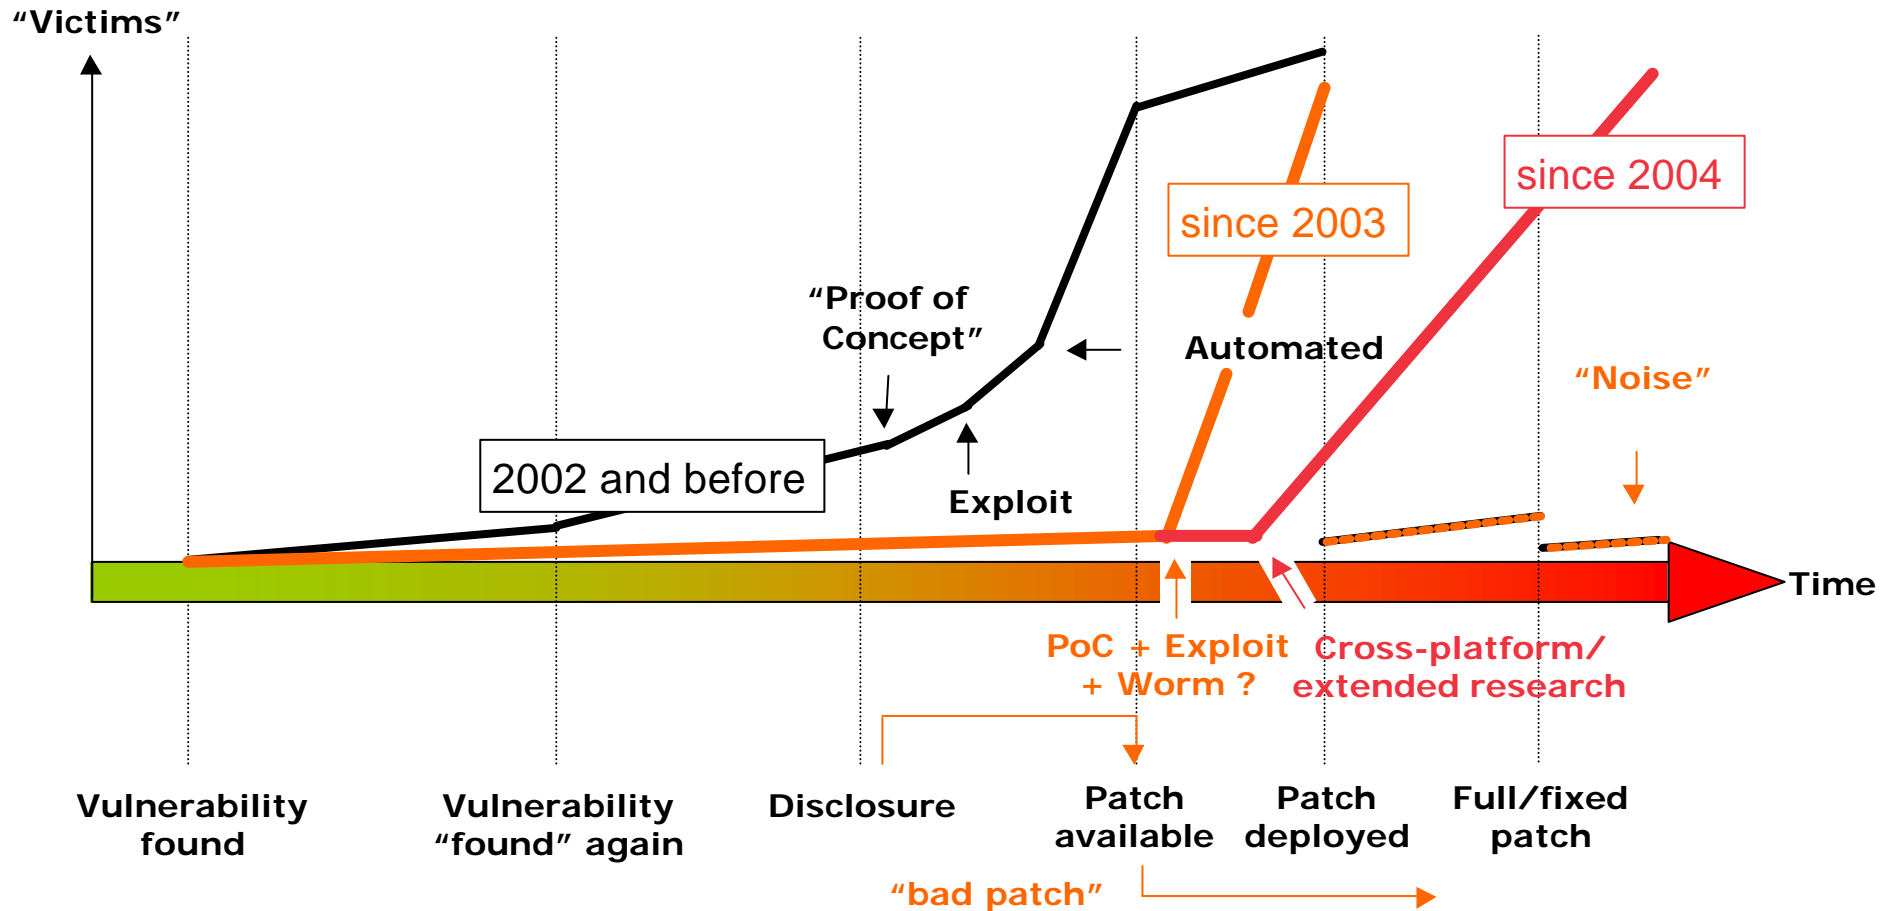 “Victims”
since 2004
since 2003
“Proof of
Concept”
Automated
“Noise”
2002 and before
Exploit
Time
PoC + Exploit
+ Worm ?
Cross-platform/
extended research
Vulnerability
found
Vulnerability
“found” again
Disclosure
Patch
available
Patch
deployed
Full/fixed
patch
“bad patch”